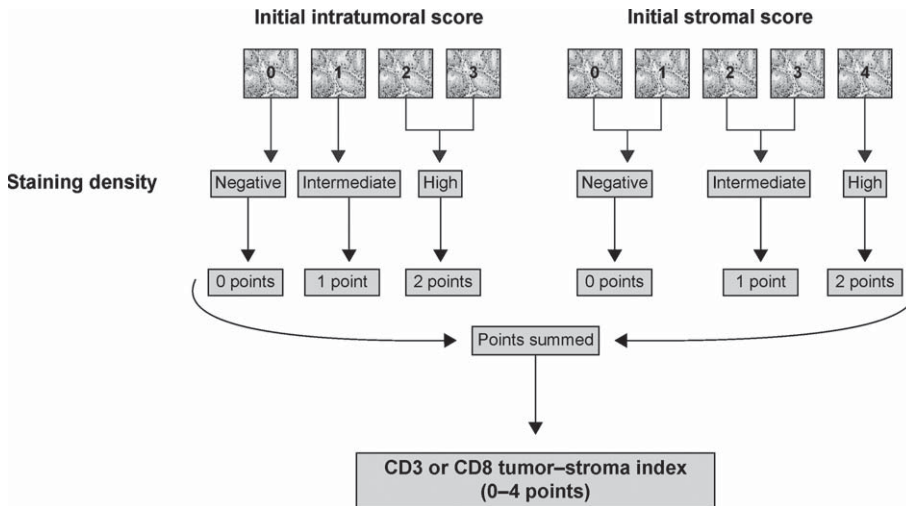 Initial intratumoral score Initial stromal score
0 1 2 3 0 1 2 3 4
Staining density Negative Intermediate High Negative Intermediate High
0 points 1 point 2 points 0 points 1 point 2 points
Points summed
CD3 or CD8 tumor–stroma index
(0–4 points)